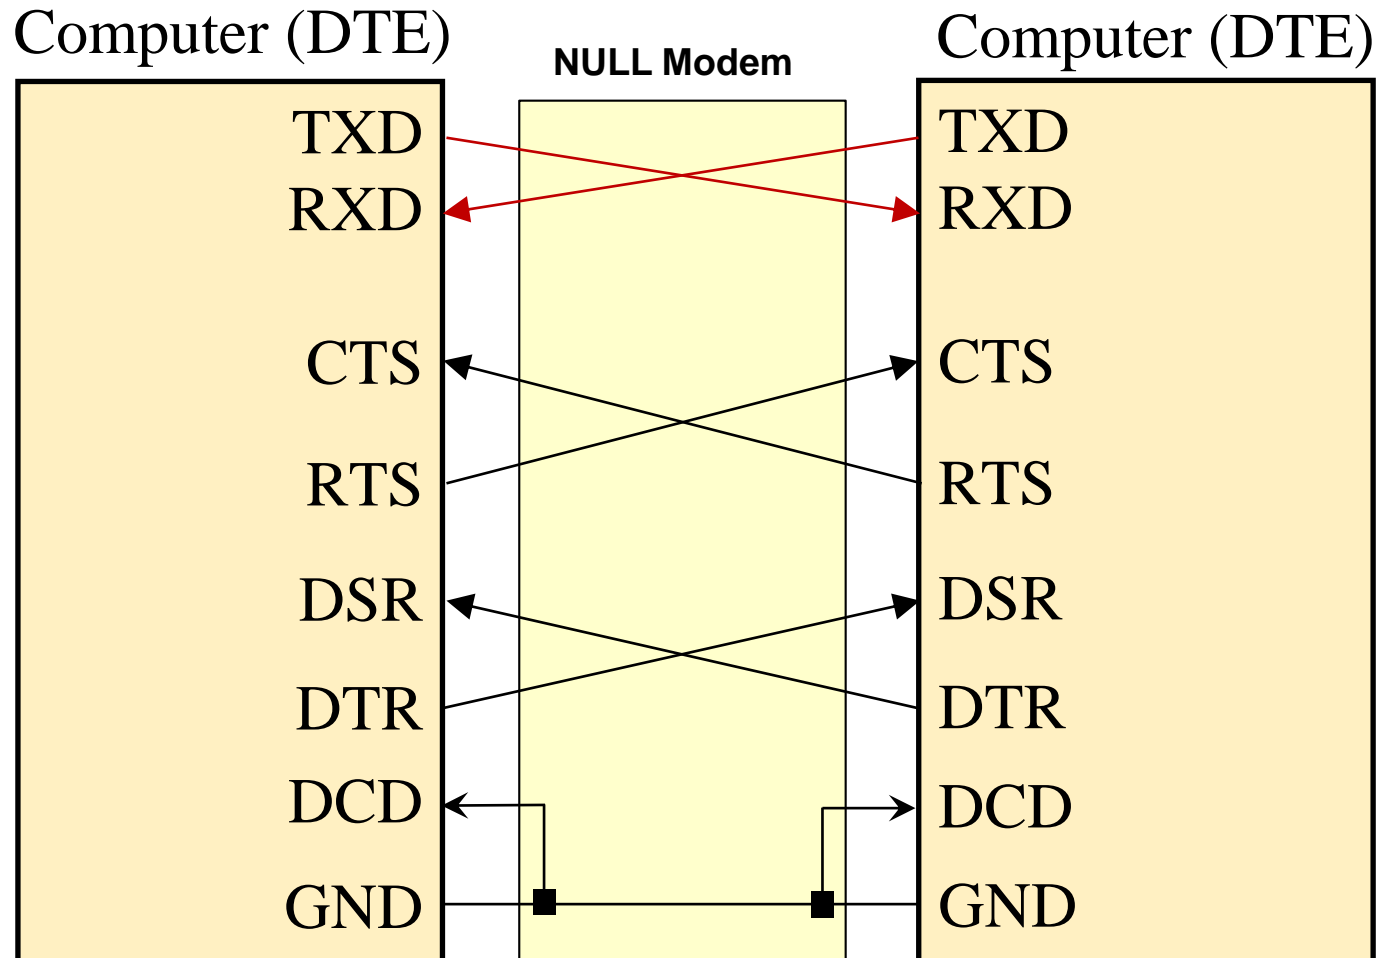 Computer (DTE)
NULL Modem
Computer (DTE)
TXD
TXD
RXD
RXD
CTS
CTS
RTS
RTS
DSR
DSR
DTR
DTR
DCD
DCD
GND
GND